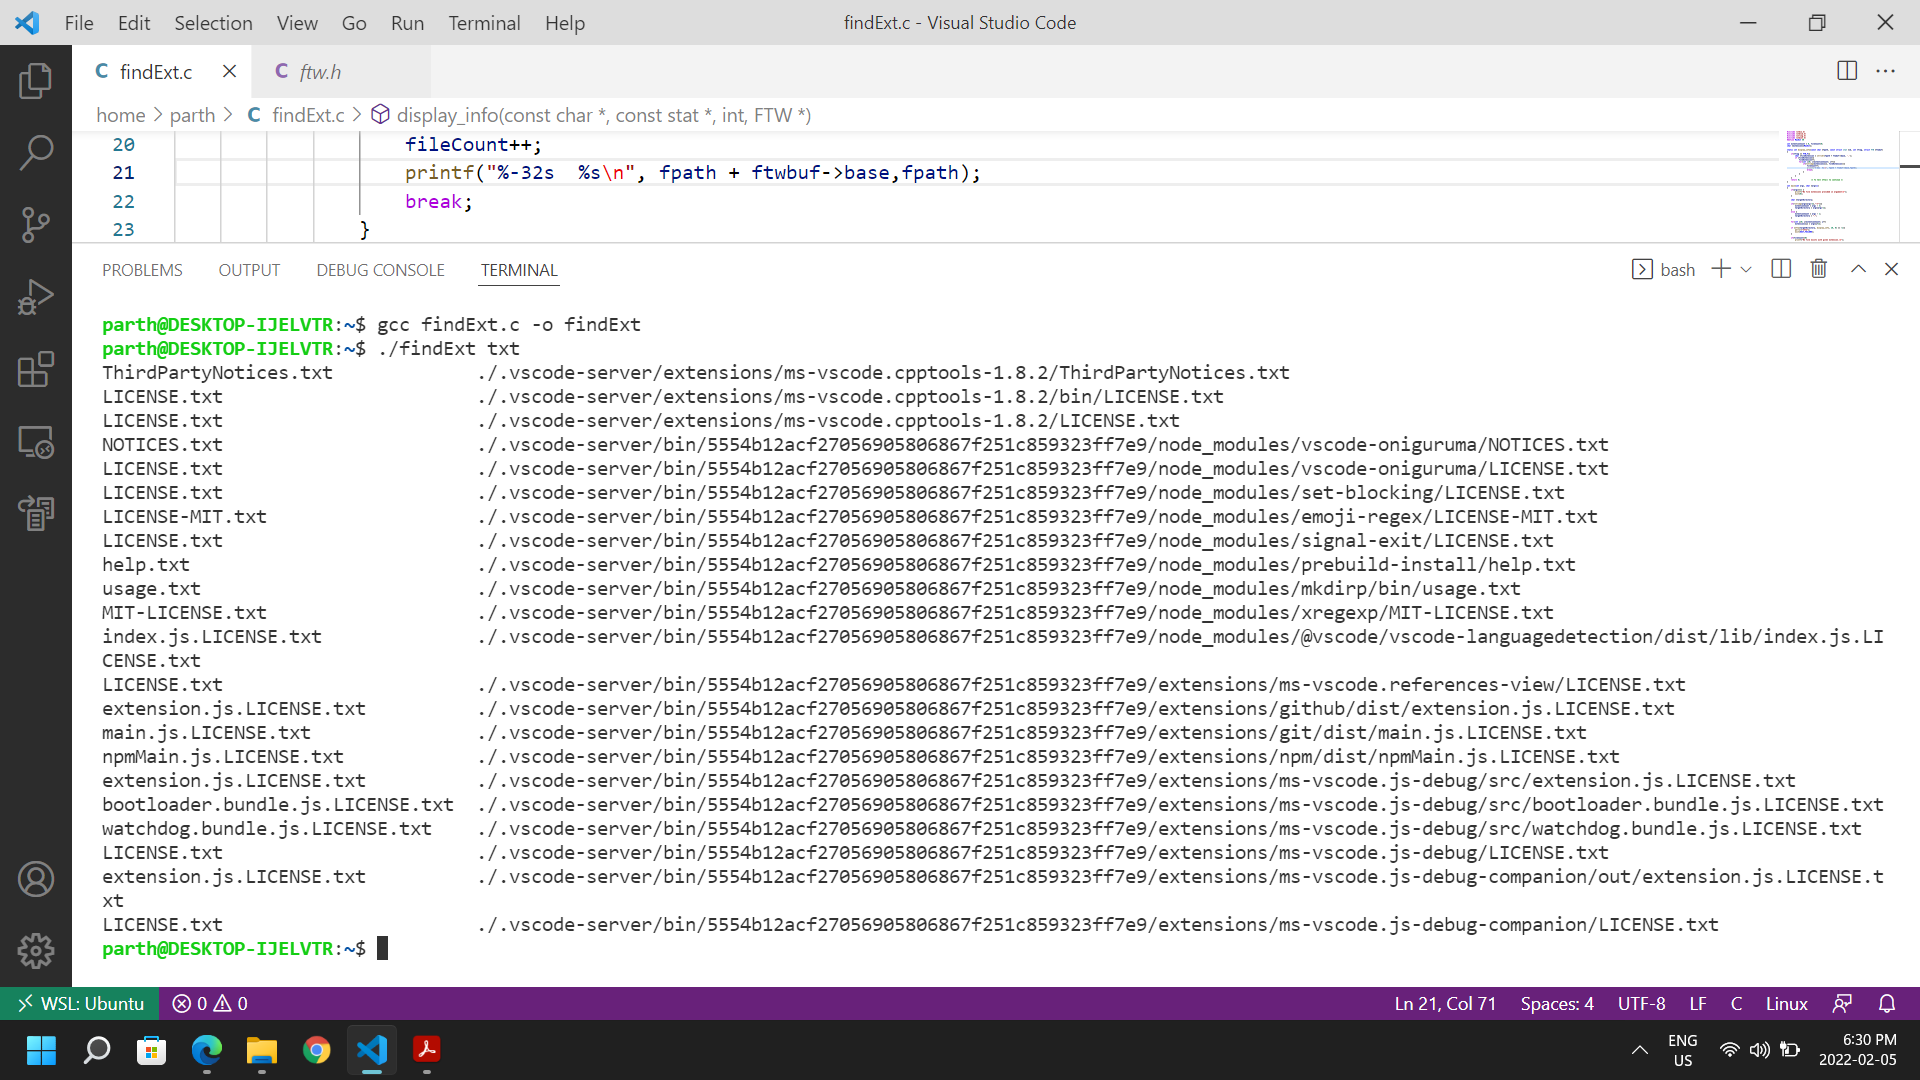 File Edit Selection View Go Run Terminal Help findExt.c - Visual Studio Code
C findExt.c C ftw.h
home > parth > C findExt.c > display_info(const char *, const stat *, int, FTW *)
20 fileCount++;
21 printf("%-32s  %s\n", fpath + ftwbuf->base,fpath);
22 break;
23 }
PROBLEMS OUTPUT DEBUG CONSOLE TERMINAL bash
parth@DESKTOP-IJELVTR:~$ gcc findExt.c -o findExt
parth@DESKTOP-IJELVTR:~$ ./findExt txt
ThirdPartyNotices.txt ./.vscode-server/extensions/ms-vscode.cpptools-1.8.2/ThirdPartyNotices.txt
LICENSE.txt ./.vscode-server/extensions/ms-vscode.cpptools-1.8.2/bin/LICENSE.txt
LICENSE.txt ./.vscode-server/extensions/ms-vscode.cpptools-1.8.2/LICENSE.txt
NOTICES.txt ./.vscode-server/bin/5554b12acf27056905806867f251c859323ff7e9/node_modules/vscode-oniguruma/NOTICES.txt
LICENSE.txt ./.vscode-server/bin/5554b12acf27056905806867f251c859323ff7e9/node_modules/vscode-oniguruma/LICENSE.txt
LICENSE.txt ./.vscode-server/bin/5554b12acf27056905806867f251c859323ff7e9/node_modules/set-blocking/LICENSE.txt
LICENSE-MIT.txt ./.vscode-server/bin/5554b12acf27056905806867f251c859323ff7e9/node_modules/emoji-regex/LICENSE-MIT.txt
LICENSE.txt ./.vscode-server/bin/5554b12acf27056905806867f251c859323ff7e9/node_modules/signal-exit/LICENSE.txt
help.txt ./.vscode-server/bin/5554b12acf27056905806867f251c859323ff7e9/node_modules/prebuild-install/help.txt
usage.txt ./.vscode-server/bin/5554b12acf27056905806867f251c859323ff7e9/node_modules/mkdirp/bin/usage.txt
MIT-LICENSE.txt ./.vscode-server/bin/5554b12acf27056905806867f251c859323ff7e9/node_modules/xregexp/MIT-LICENSE.txt
index.js.LICENSE.txt ./.vscode-server/bin/5554b12acf27056905806867f251c859323ff7e9/node_modules/@vscode/vscode-languagedetection/dist/lib/index.js.LI
CENSE.txt
LICENSE.txt ./.vscode-server/bin/5554b12acf27056905806867f251c859323ff7e9/extensions/ms-vscode.references-view/LICENSE.txt
extension.js.LICENSE.txt ./.vscode-server/bin/5554b12acf27056905806867f251c859323ff7e9/extensions/github/dist/extension.js.LICENSE.txt
main.js.LICENSE.txt ./.vscode-server/bin/5554b12acf27056905806867f251c859323ff7e9/extensions/git/dist/main.js.LICENSE.txt
npmMain.js.LICENSE.txt ./.vscode-server/bin/5554b12acf27056905806867f251c859323ff7e9/extensions/npm/dist/npmMain.js.LICENSE.txt
extension.js.LICENSE.txt ./.vscode-server/bin/5554b12acf27056905806867f251c859323ff7e9/extensions/ms-vscode.js-debug/src/extension.js.LICENSE.txt
bootloader.bundle.js.LICENSE.txt ./.vscode-server/bin/5554b12acf27056905806867f251c859323ff7e9/extensions/ms-vscode.js-debug/src/bootloader.bundle.js.LICENSE.txt
watchdog.bundle.js.LICENSE.txt ./.vscode-server/bin/5554b12acf27056905806867f251c859323ff7e9/extensions/ms-vscode.js-debug/src/watchdog.bundle.js.LICENSE.txt
LICENSE.txt ./.vscode-server/bin/5554b12acf27056905806867f251c859323ff7e9/extensions/ms-vscode.js-debug/LICENSE.txt
extension.js.LICENSE.txt ./.vscode-server/bin/5554b12acf27056905806867f251c859323ff7e9/extensions/ms-vscode.js-debug-companion/out/extension.js.LICENSE.t
xt
LICENSE.txt ./.vscode-server/bin/5554b12acf27056905806867f251c859323ff7e9/extensions/ms-vscode.js-debug-companion/LICENSE.txt
parth@DESKTOP-IJELVTR:~$
WSL: Ubuntu 0 0 Ln 21, Col 71 Spaces: 4 UTF-8 LF C Linux
ENG 6:30 PM
US 2022-02-05